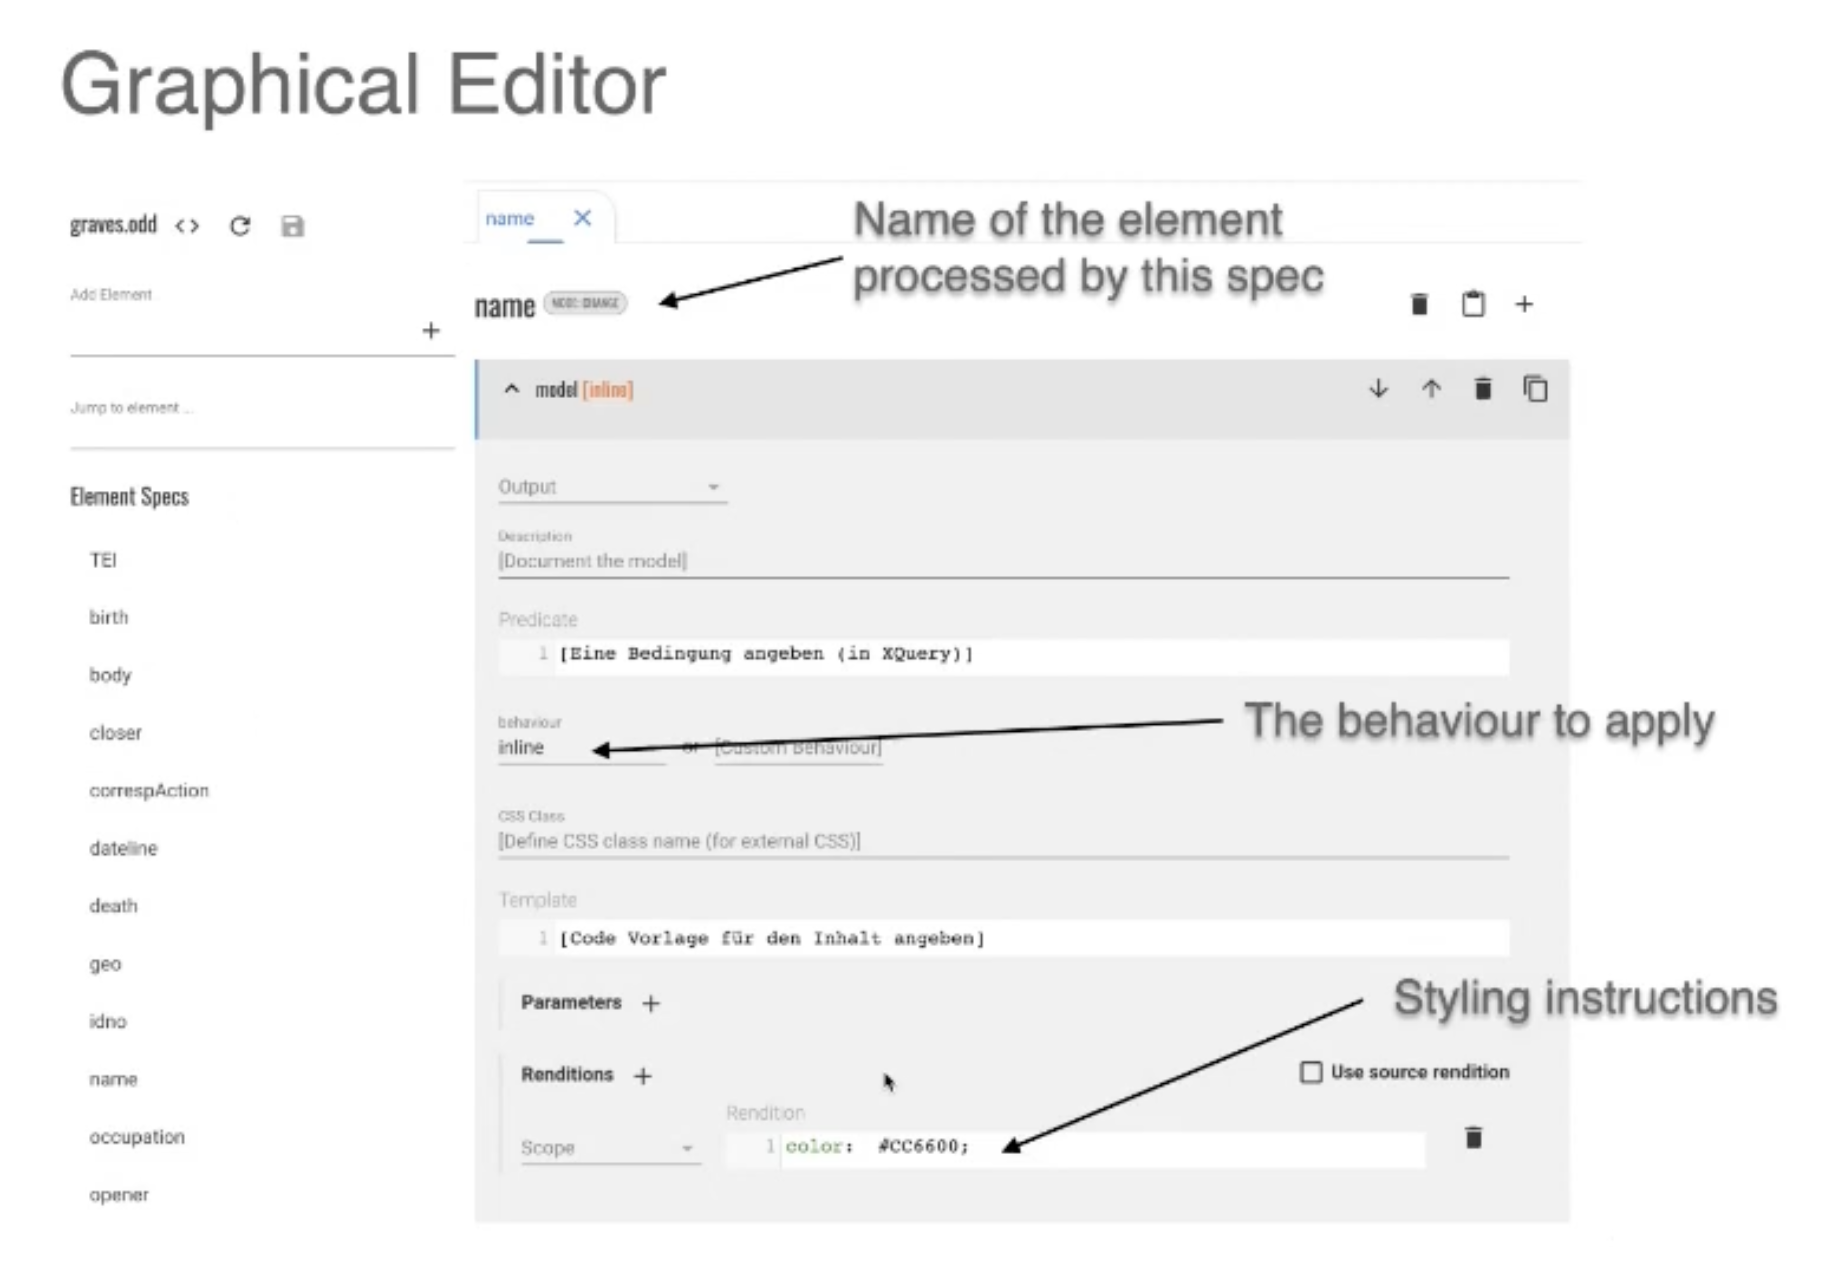 Graphical Editor
graves.odd
Add Element
Jump to element ...
Element Specs
TEI
birth
body
closer
correspAction
dateline
death
geo
idno
name
occupation
opener
name
name MODE: CHANGE
Name of the element
processed by this spec
model [inline]
Output
Description
[Document the model]
Predicate
1 [Eine Bedingung angeben (in XQuery)]
behaviour
inline or [Custom Behaviour]
The behaviour to apply
CSS Class
[Define CSS class name (for external CSS)]
Template
1 [Code Vorlage für den Inhalt angeben]
Parameters +
Styling instructions
Renditions +
Use source rendition
Rendition
Scope
1 color: #CC6600;